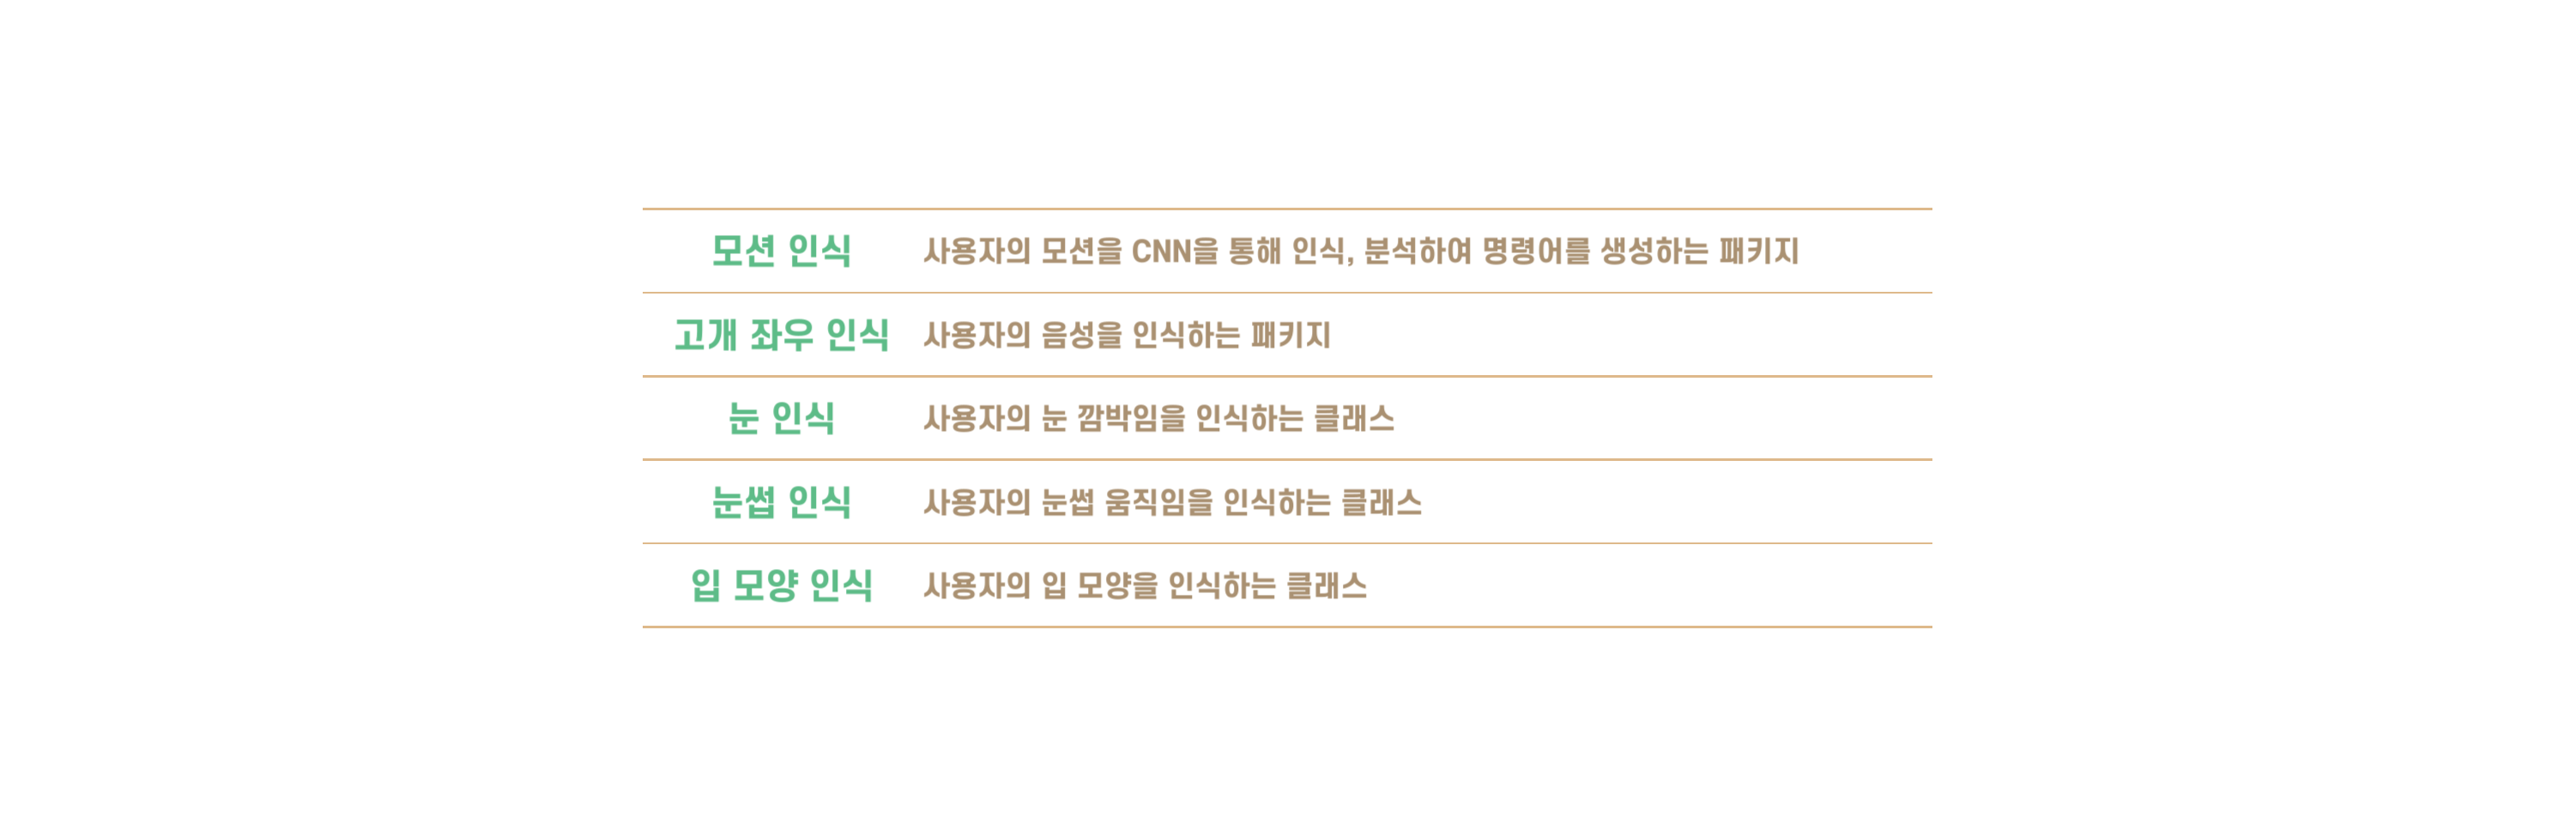 모션 인식 사용자의 모션을 CNN을 통해 인식, 분석하여 명령어를 생성하는 패키지
고개 좌우 인식 사용자의 음성을 인식하는 패키지
눈 인식 사용자의 눈 깜박임을 인식하는 클래스
눈썹 인식 사용자의 눈썹 움직임을 인식하는 클래스
입 모양 인식 사용자의 입 모양을 인식하는 클래스